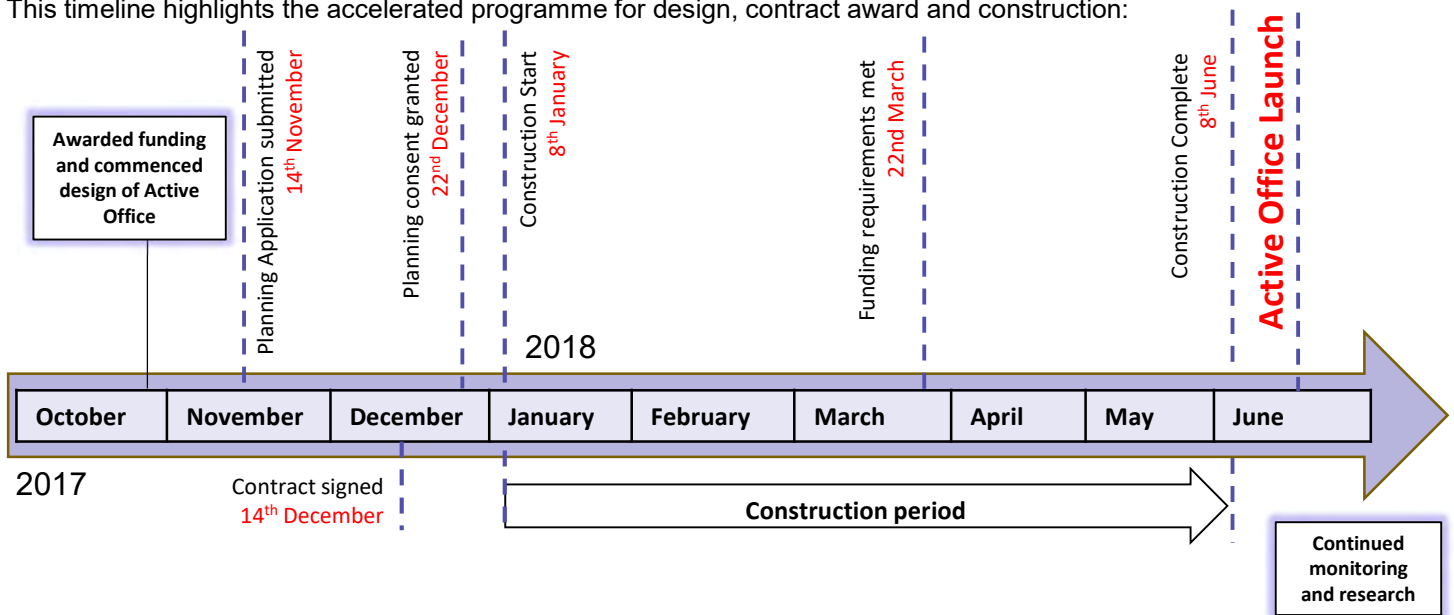 This timeline highlights the accelerated programme for design, contract award and construction:
Awarded funding
and commenced
design of Active
Office
Planning Application submitted
14th November
Planning consent granted
22nd December
Construction Start
8th January
Funding requirements met
22nd March
Construction Complete
8th June
Active Office Launch
2018
October
November
December
January
February
March
April
May
June
2017
Contract signed
14th December
Construction period
Continued
monitoring
and research